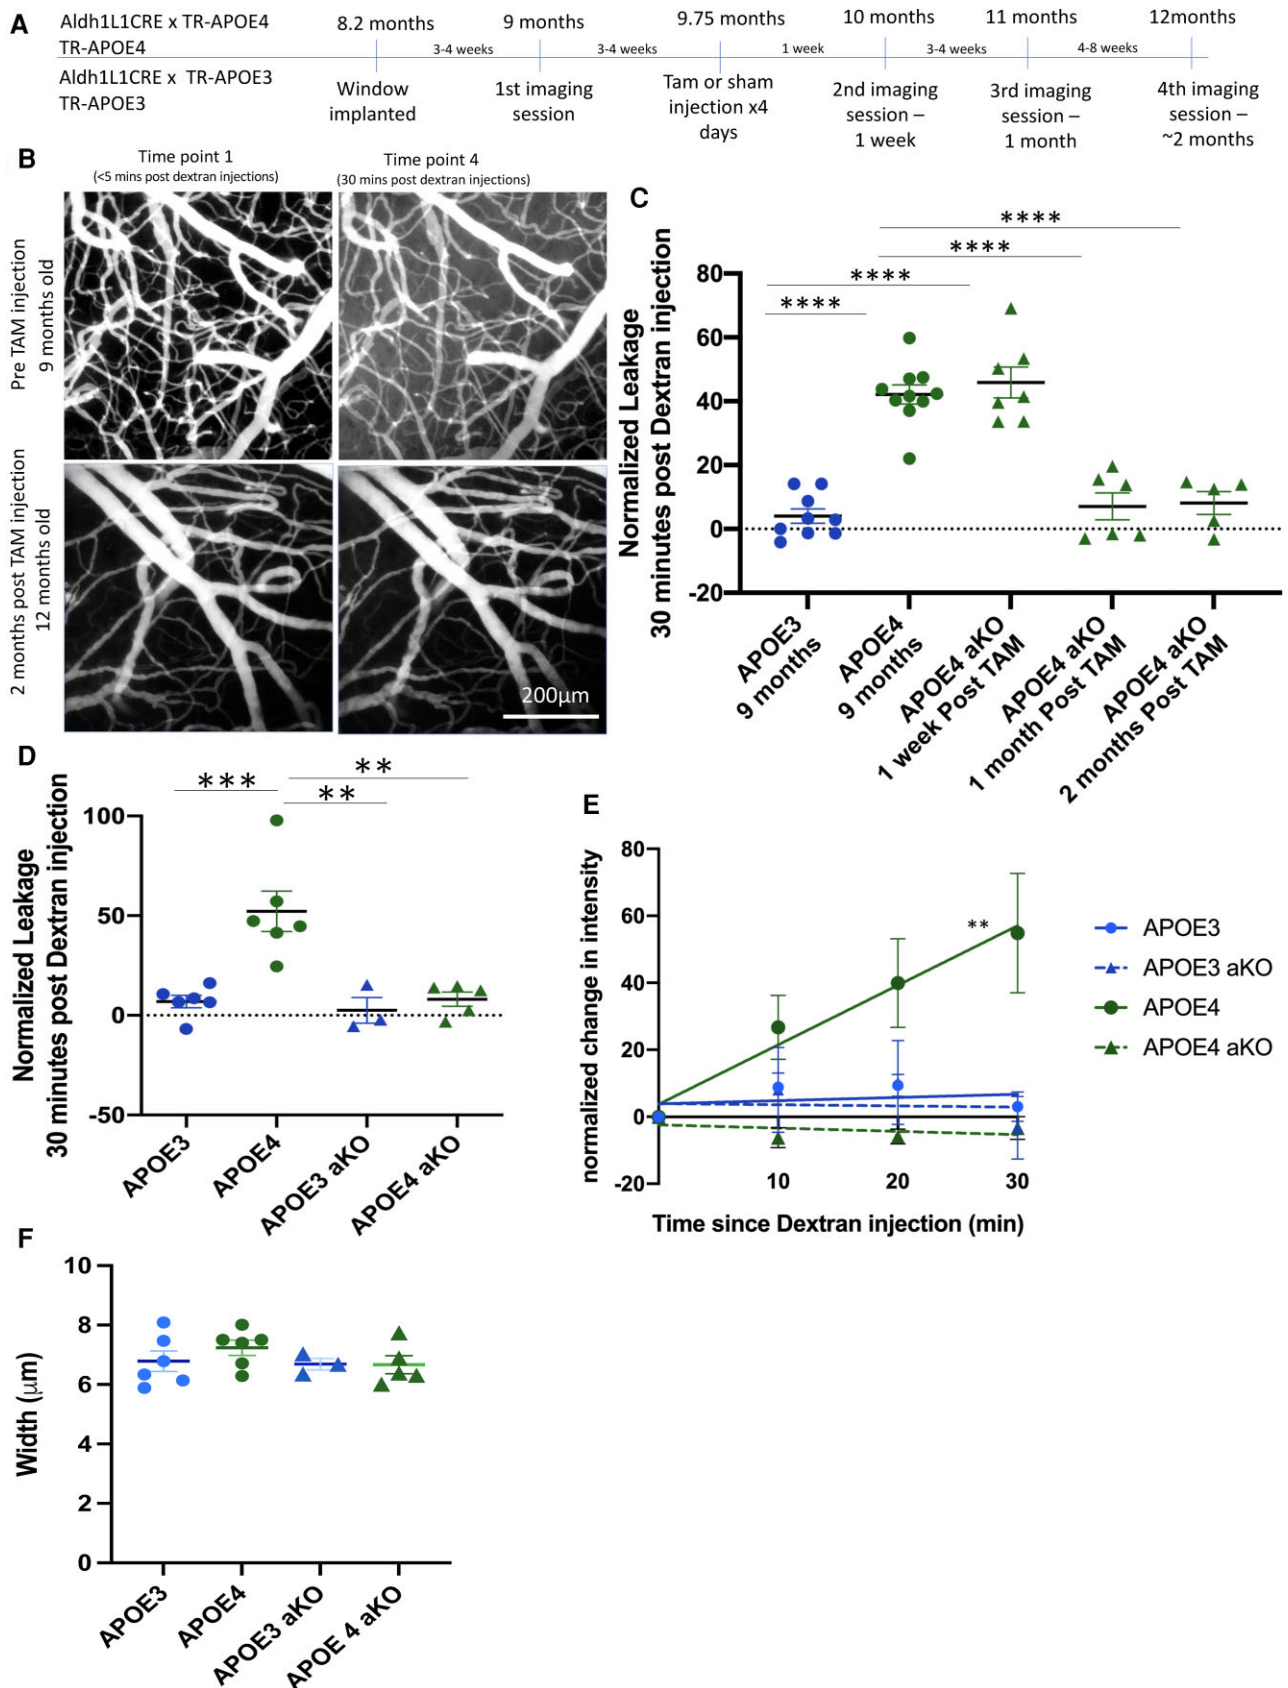 A
Aldh1L1CRE x TR-APOE4
TR-APOE4
Aldh1L1CRE x TR-APOE3
TR-APOE3
8.2 months
9 months
9.75 months
10 months
11 months
12months
3-4 weeks
3-4 weeks
1 week
3-4 weeks
4-8 weeks
Window
implanted
1st imaging
session
Tam or sham
injection x4
days
2nd imaging
session –
1 week
3rd imaging
session –
1 month
4th imaging
session –
~2 months
B
Time point 1
(<5 mins post dextran injections)
Time point 4
(30 mins post dextran injections)
Pre TAM injection
9 months old
2 months post TAM injection
12 months old
200μm
C
Normalized Leakage
30 minutes post Dextran injection
80
60
40
20
0
-20
****
****
****
****
APOE3
9 months
APOE4
9 months
APOE4 aKO
1 week Post TAM
APOE4 aKO
1 month Post TAM
APOE4 aKO
2 months Post TAM
D
Normalized Leakage
30 minutes post Dextran injection
100
50
0
-50
***
**
**
APOE3
APOE4
APOE3 aKO
APOE4 aKO
E
normalized change in intensity
80
60
40
20
0
-20
**
10
20
30
Time since Dextran injection (min)
APOE3
APOE3 aKO
APOE4
APOE4 aKO
F
Width (μm)
10
8
6
4
2
0
APOE3
APOE4
APOE3 aKO
APOE 4 aKO